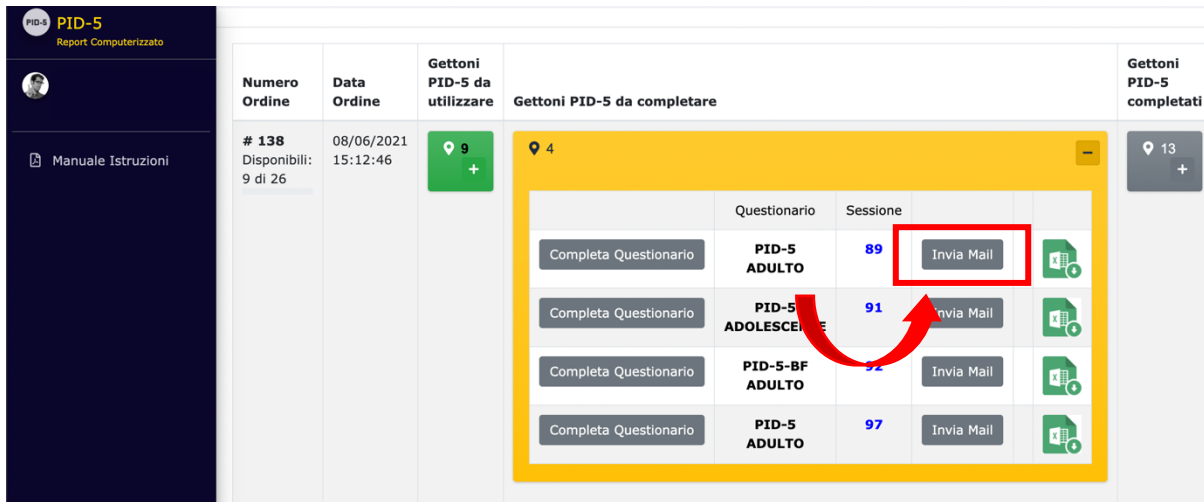 PID-5 PID-5
Report Computerizzato
Manuale Istruzioni
Numero Ordine
Data Ordine
Gettoni PID-5 da utilizzare
Gettoni PID-5 da completare
Gettoni PID-5 completati
# 138
Disponibili:
9 di 26
08/06/2021
15:12:46
9
+
4
−
13
+
Questionario Sessione
Completa Questionario PID-5 ADULTO 89 Invia Mail
Completa Questionario PID-5 91 Invia Mail
Completa Questionario PID-5-BF ADULTO 92 Invia Mail
Completa Questionario PID-5 ADULTO 97 Invia Mail